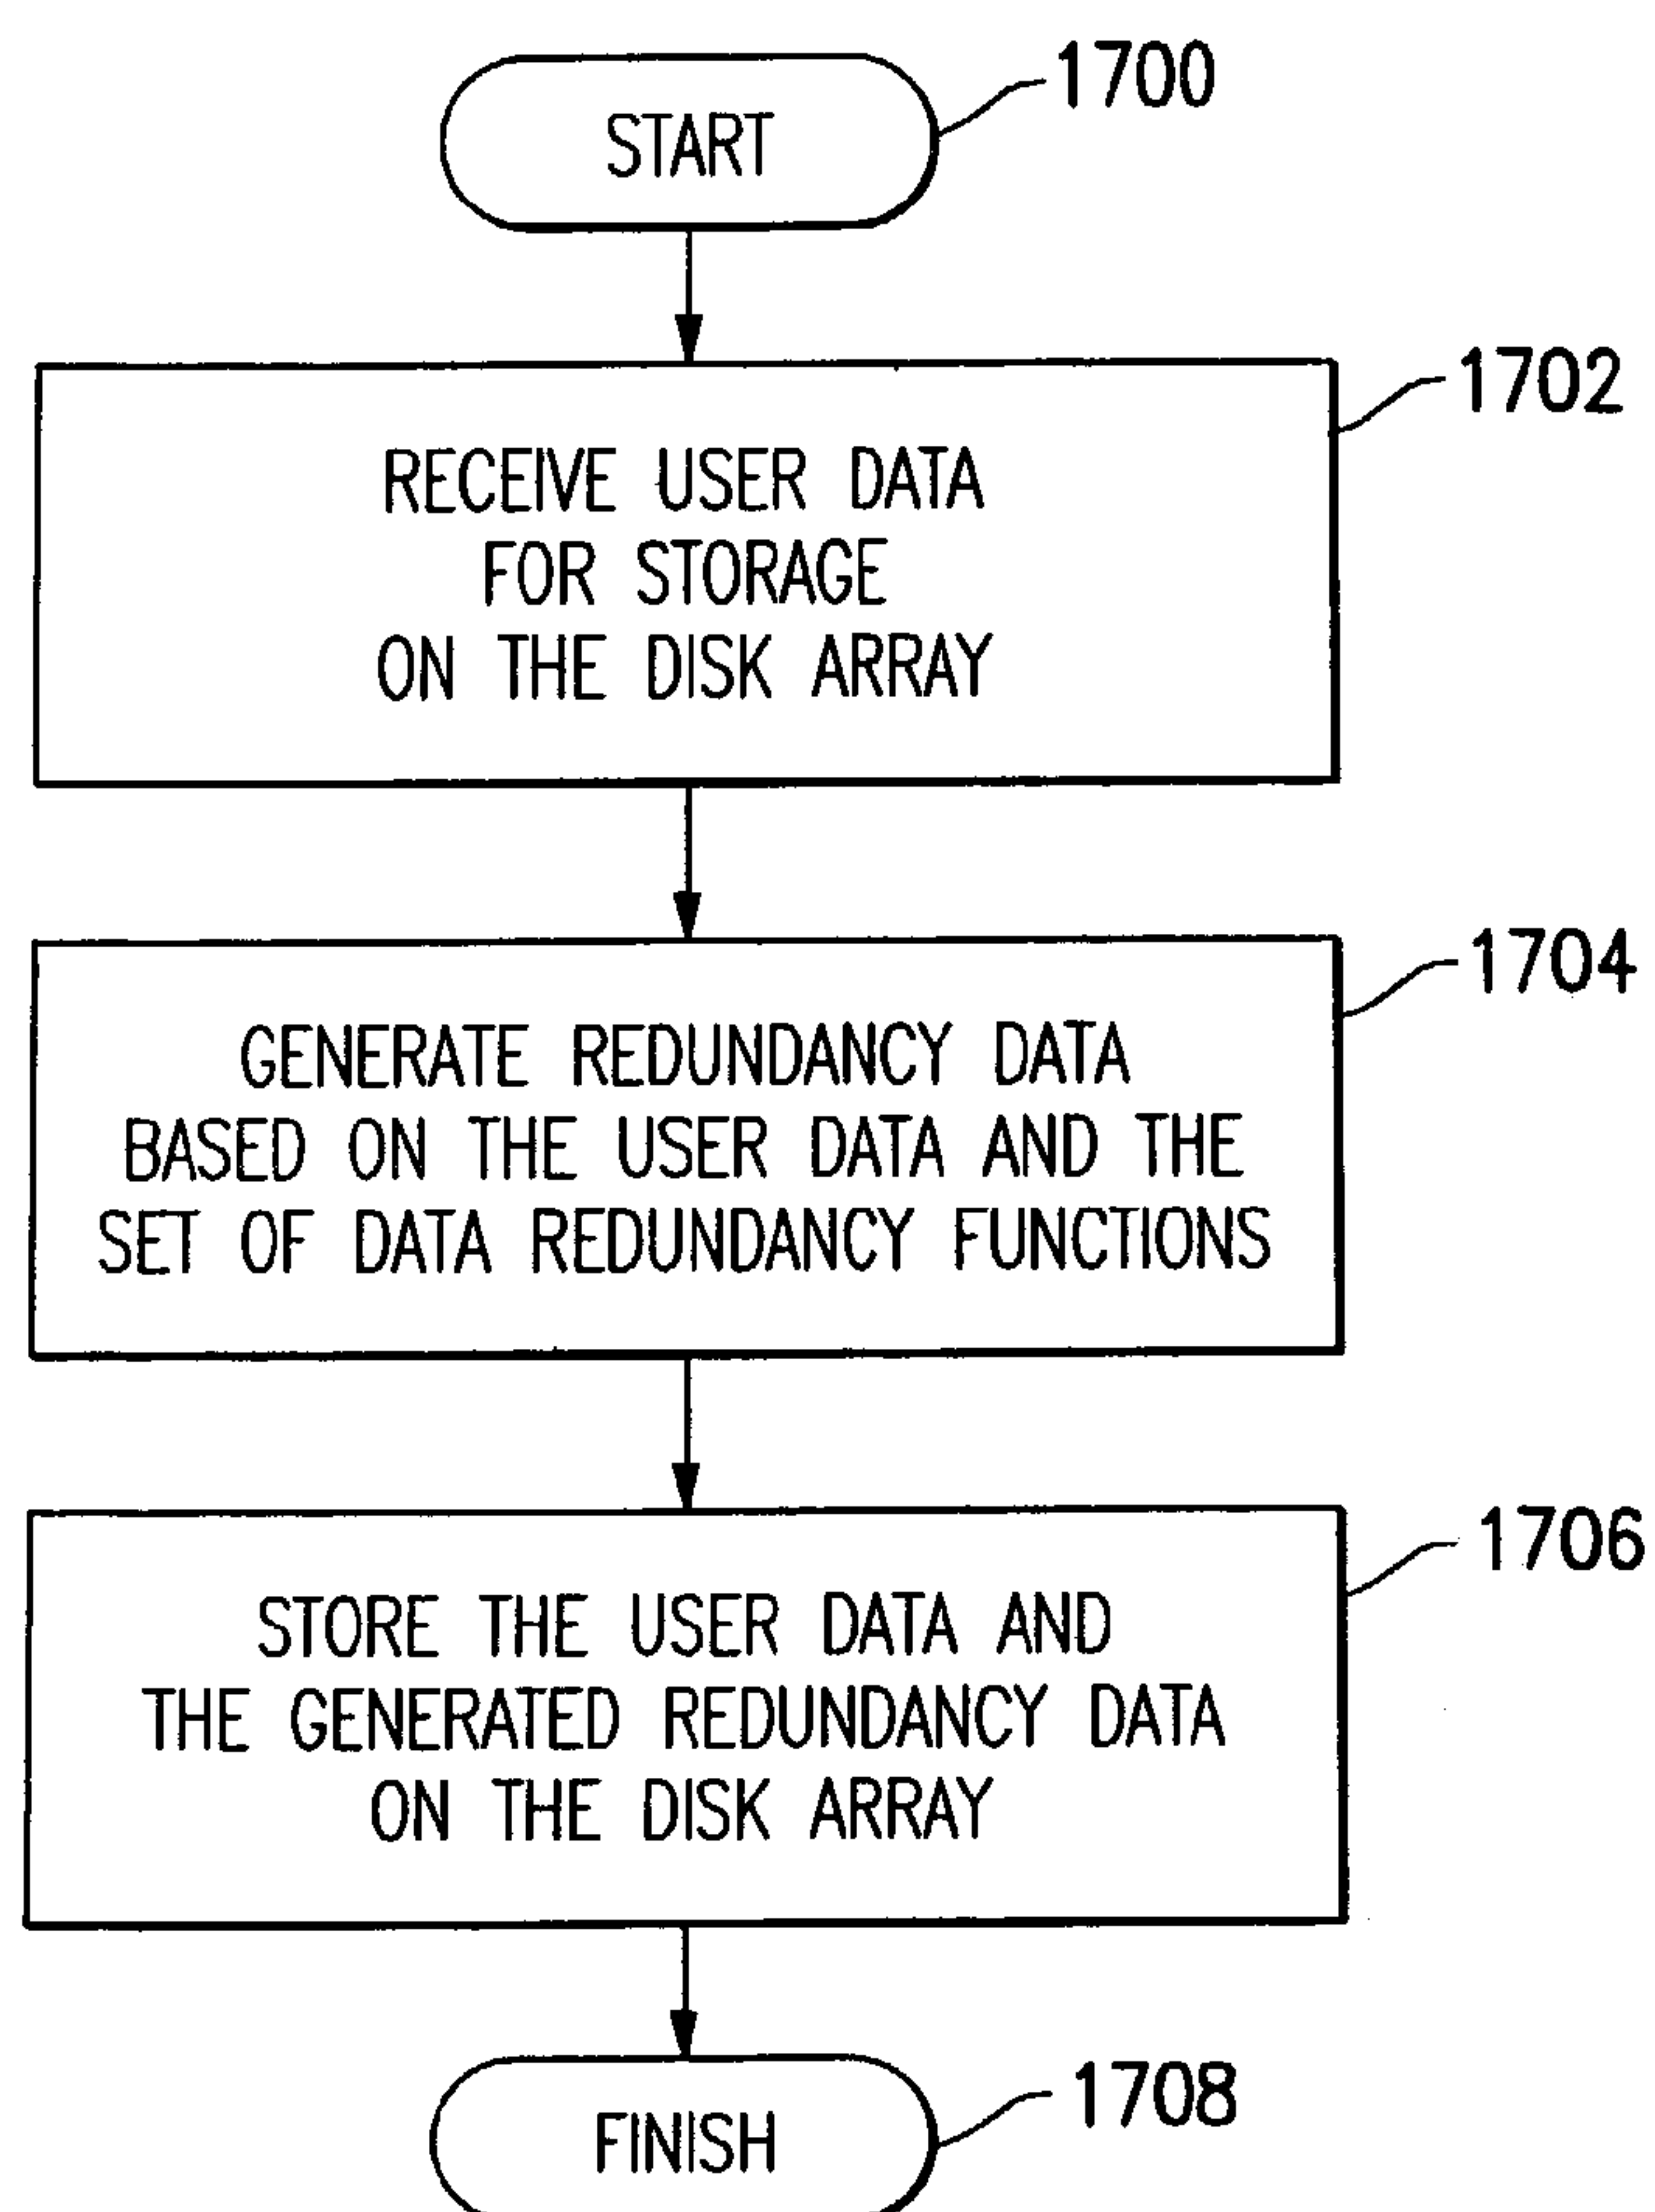 START
1700
1702
RECEIVE USER DATA
FOR STORAGE
ON THE DISK ARRAY
1704
GENERATE REDUNDANCY DATA
BASED ON THE USER DATA AND THE
SET OF DATA REDUNDANCY FUNCTIONS
1706
STORE THE USER DATA AND
THE GENERATED REDUNDANCY DATA
ON THE DISK ARRAY
1708
FINISH